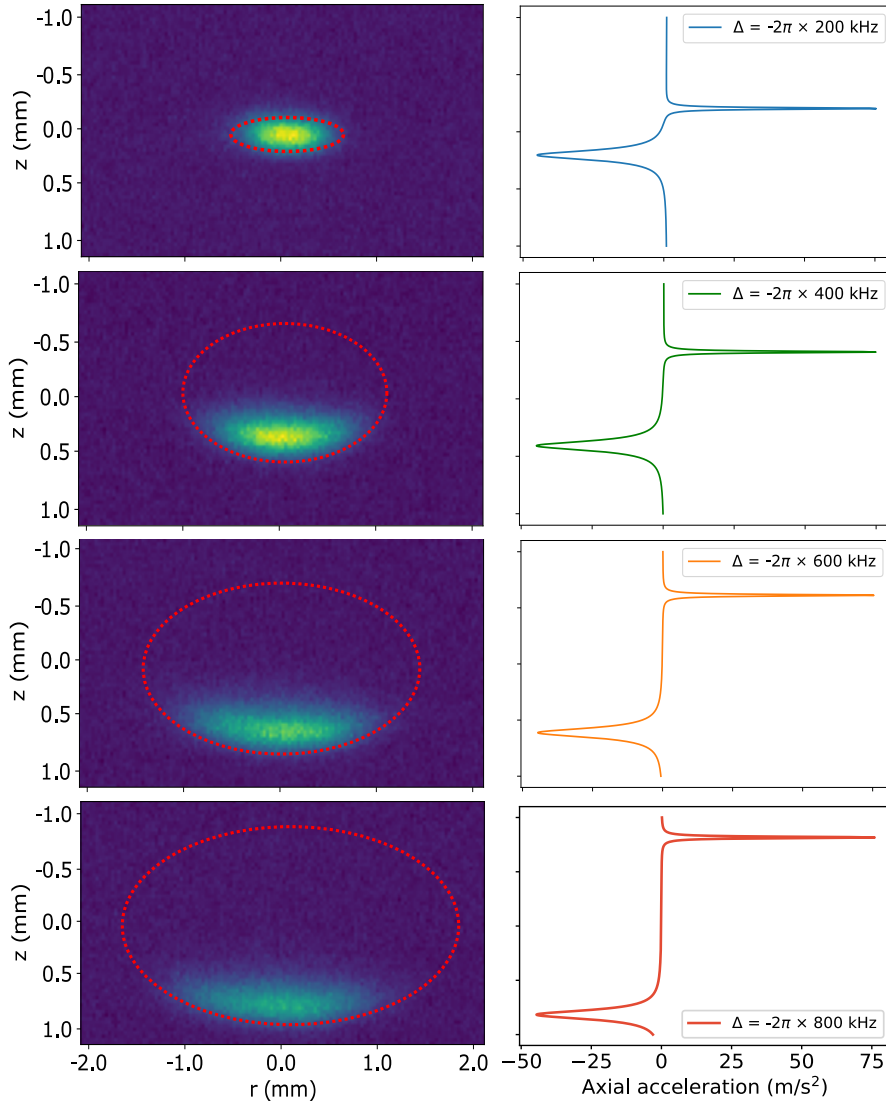 -1.0
-0.5
0.0
0.5
1.0
z (mm)
Δ = -2π × 200 kHz
-1.0
-0.5
0.0
0.5
1.0
z (mm)
Δ = -2π × 400 kHz
-1.0
-0.5
0.0
0.5
1.0
z (mm)
Δ = -2π × 600 kHz
-1.0
-0.5
0.0
0.5
1.0
z (mm)
Δ = -2π × 800 kHz
-2.0 -1.0 0.0 1.0 2.0
r (mm)
−50 −25 0 25 50 75
Axial acceleration (m/s²)